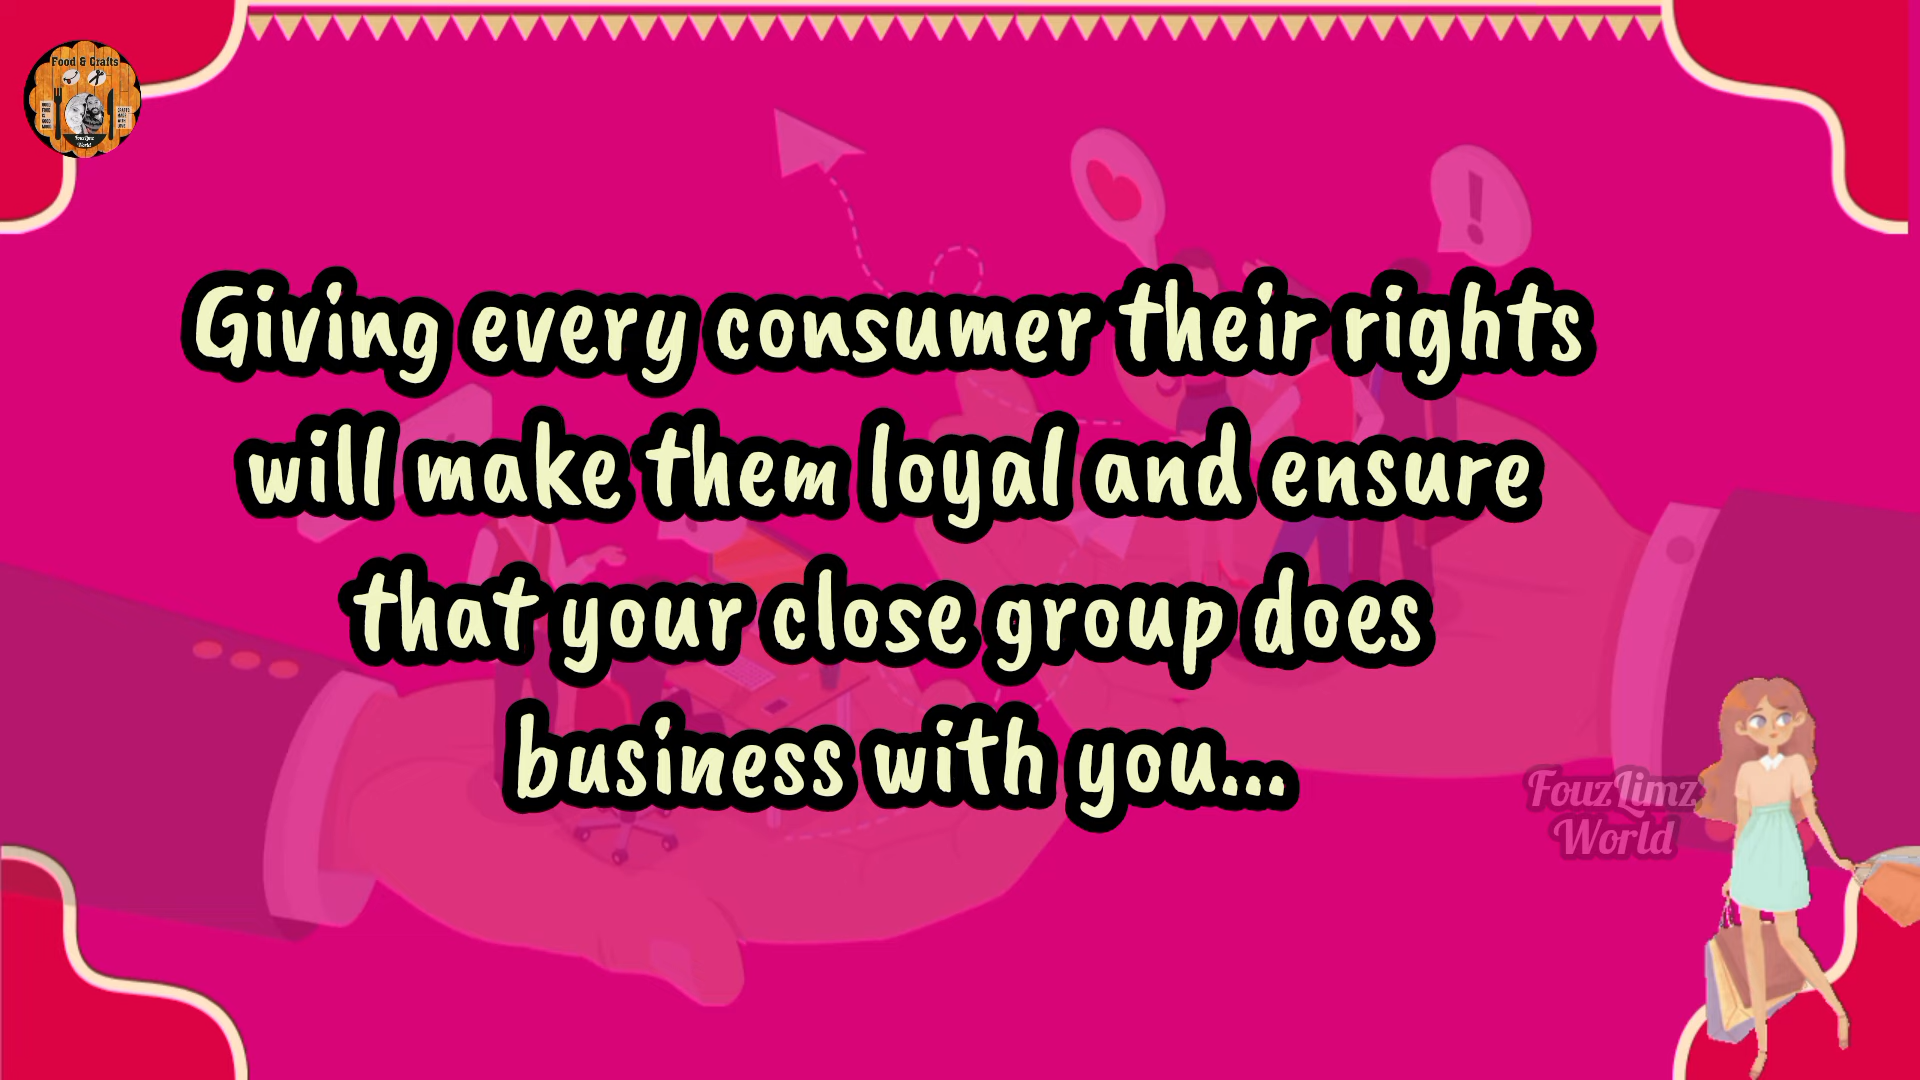 Food & Crafts
Giving every consumer their rights
will make them loyal and ensure
that your close group does
business with you...
FouzLimz
World